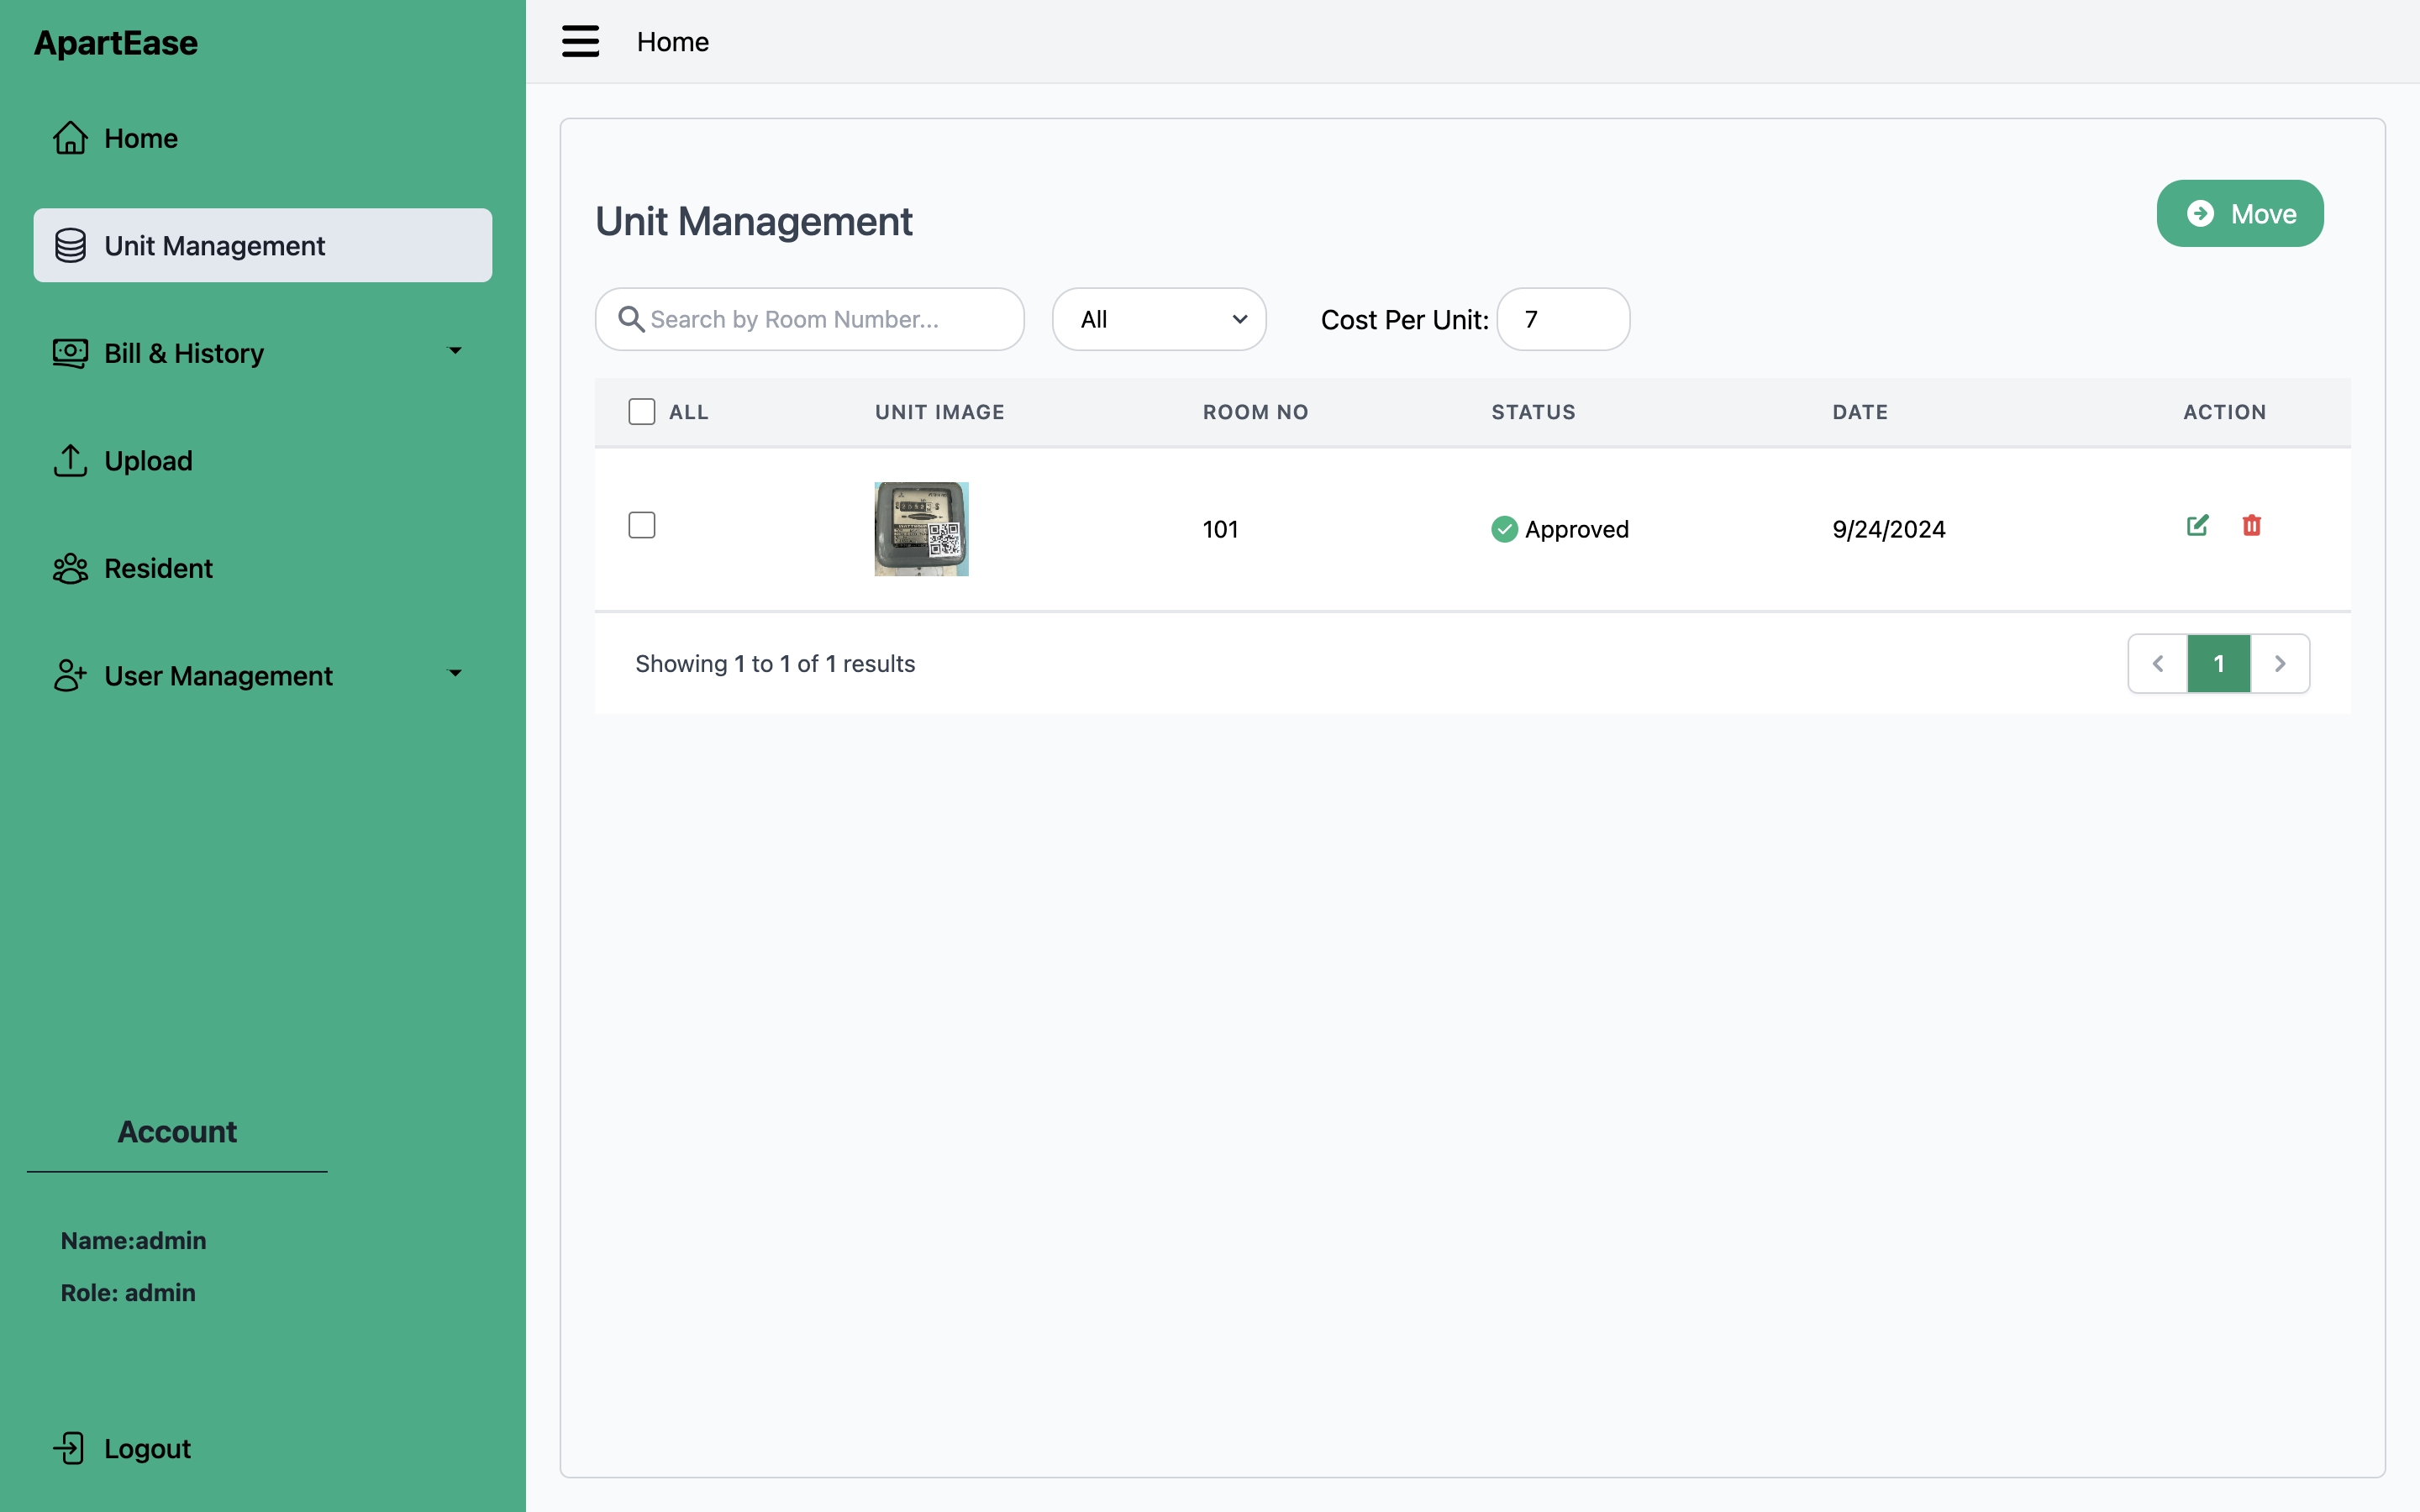 ApartEase
Home
Unit Management
Bill & History
Upload
Resident
User Management
Account
Name:admin
Role: admin
Logout
Home
Unit Management
Move
Search by Room Number...
All
Cost Per Unit: 7
ALL UNIT IMAGE ROOM NO STATUS DATE ACTION
101 Approved 9/24/2024
Showing 1 to 1 of 1 results
1